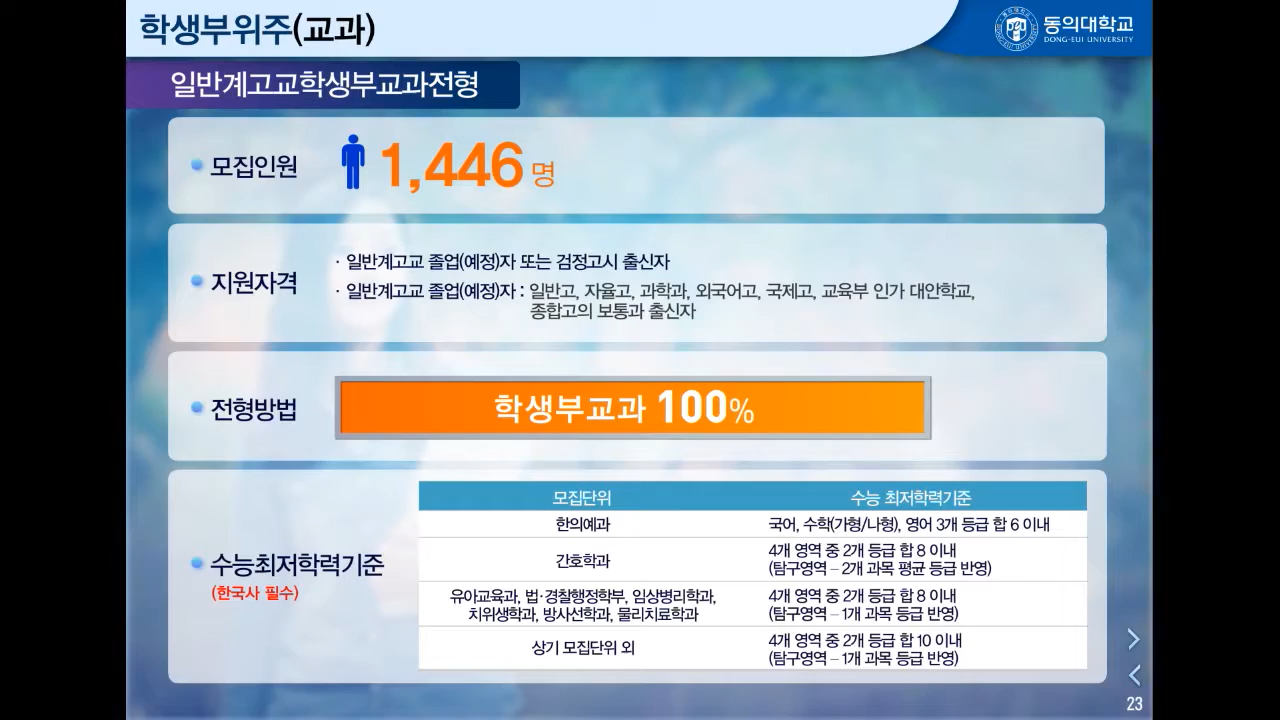 학생부위주(교과)
동의대학교
DONG-EUI UNIVERSITY
일반계고교학생부교과전형
모집인원
1,446 명
지원자격
· 일반계고교 졸업(예정)자 또는 검정고시 출신자
· 일반계고교 졸업(예정)자 : 일반고, 자율고, 과학과, 외국어고, 국제고, 교육부 인가 대안학교,
종합고의 보통과 출신자
전형방법
학생부교과 100%
수능최저학력기준
(한국사 필수)
모집단위 수능 최저학력기준
한의예과 국어, 수학(가형/나형), 영어 3개 등급 합 6 이내
간호학과 4개 영역 중 2개 등급 합 8 이내
(탐구영역 – 2개 과목 평균 등급 반영)
유아교육과, 법·경찰행정학부, 임상병리학과, 4개 영역 중 2개 등급 합 8 이내
치위생학과, 방사선학과, 물리치료학과 (탐구영역 – 1개 과목 등급 반영)
상기 모집단위 외 4개 영역 중 2개 등급 합 10 이내
(탐구영역 – 1개 과목 등급 반영)
23